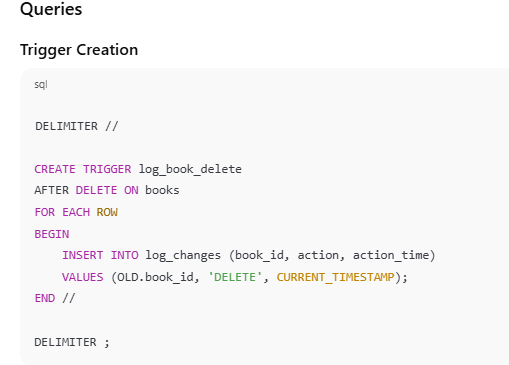 Queries
Trigger Creation
sql
DELIMITER //
CREATE TRIGGER log_book_delete
AFTER DELETE ON books
FOR EACH ROW
BEGIN
    INSERT INTO log_changes (book_id, action, action_time)
    VALUES (OLD.book_id, 'DELETE', CURRENT_TIMESTAMP);
END //
DELIMITER ;